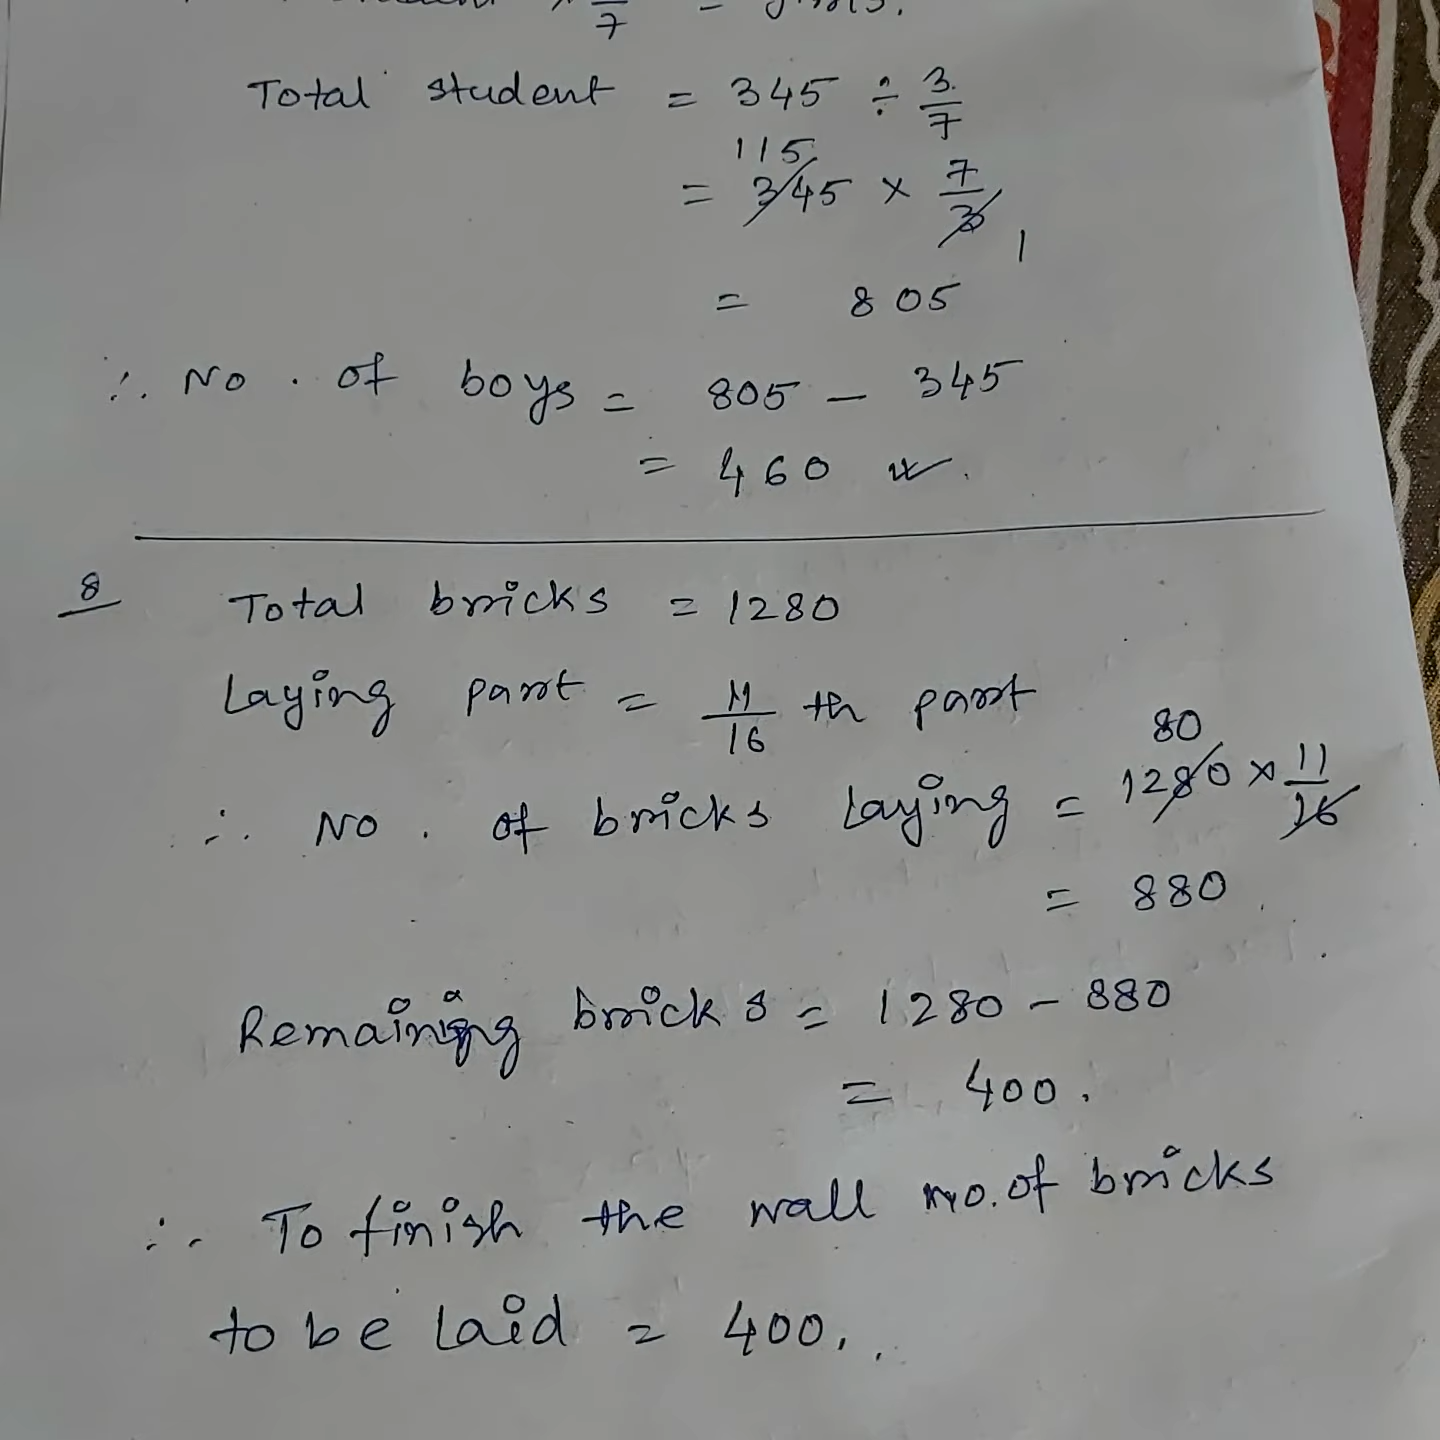 7 =
Total student = 345 ÷ 3/7
115
= 345 × 7/3
1
= 805
∴ No. of boys = 805 - 345
= 460
8 Total bricks = 1280
Laying part = 11/16 th part
80
∴ No. of bricks laying = 1280 × 11/16
= 880
Remaining bricks = 1280 - 880
= 400.
∴ To finish the wall no. of bricks
to be laid = 400.